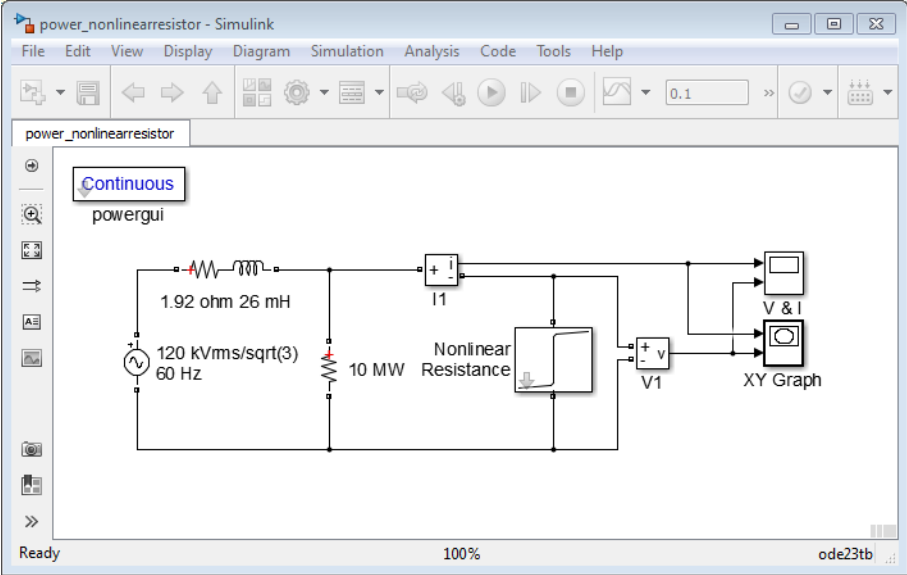 power_nonlinearresistor - Simulink
File Edit View Display Diagram Simulation Analysis Code Tools Help
0.1 »
power_nonlinearresistor
Continuous
powergui
1.92 ohm 26 mH
+ i -
I1
120 kVrms/sqrt(3)
60 Hz
10 MW
Nonlinear
Resistance
+ v -
V1
V & I
XY Graph
Ready 100% ode23tb